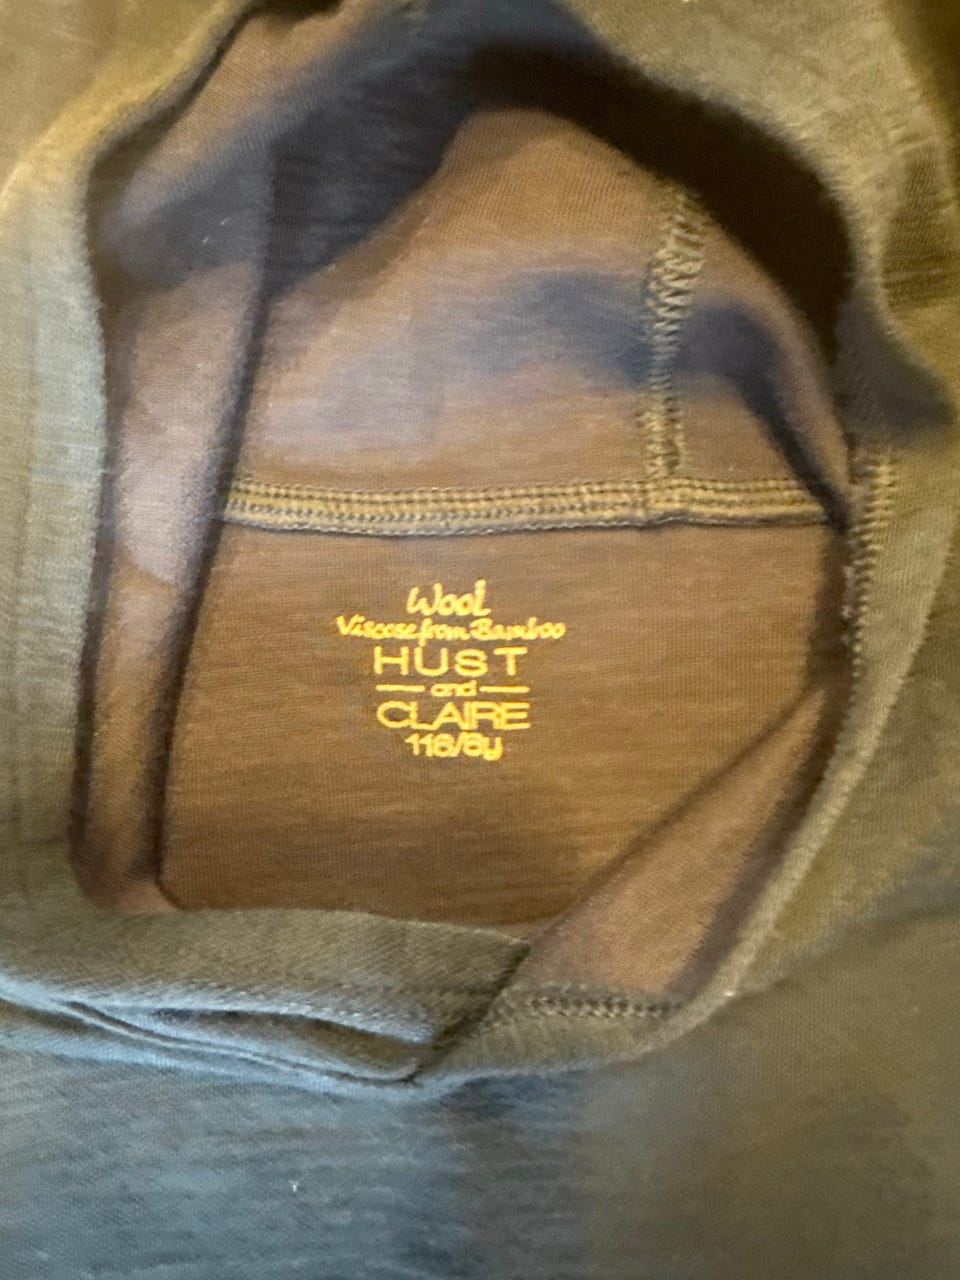 Wool
Viscose from Bamboo
HUST
and
CLAIRE
116/6y